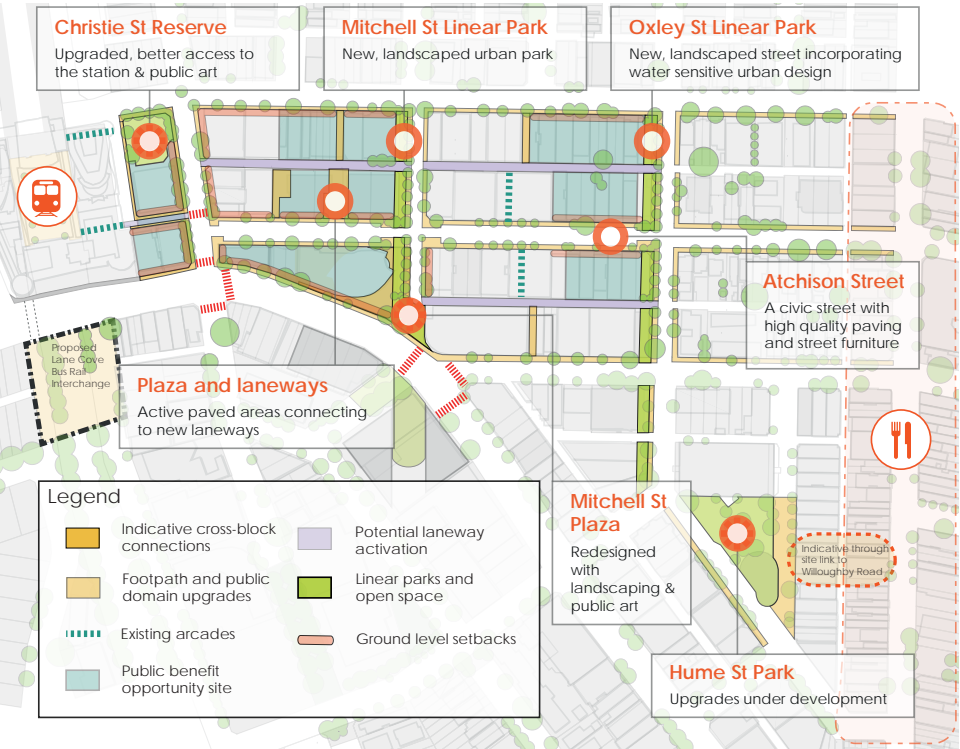 Christie St Reserve
Upgraded, better access to
the station & public art
Mitchell St Linear Park
New, landscaped urban park
Oxley St Linear Park
New, landscaped street incorporating
water sensitive urban design
Atchison Street
A civic street with
high quality paving
and street furniture
Proposed
Lane Cove
Bus Rail
Interchange
Plaza and laneways
Active paved areas connecting
to new laneways
Mitchell St
Plaza
Redesigned
with
landscaping &
public art
Indicative through
site link to
Willoughby Road
Hume St Park
Upgrades under development
Legend
Indicative cross-block
connections
Footpath and public
domain upgrades
Existing arcades
Public benefit
opportunity site
Potential laneway
activation
Linear parks and
open space
Ground level setbacks